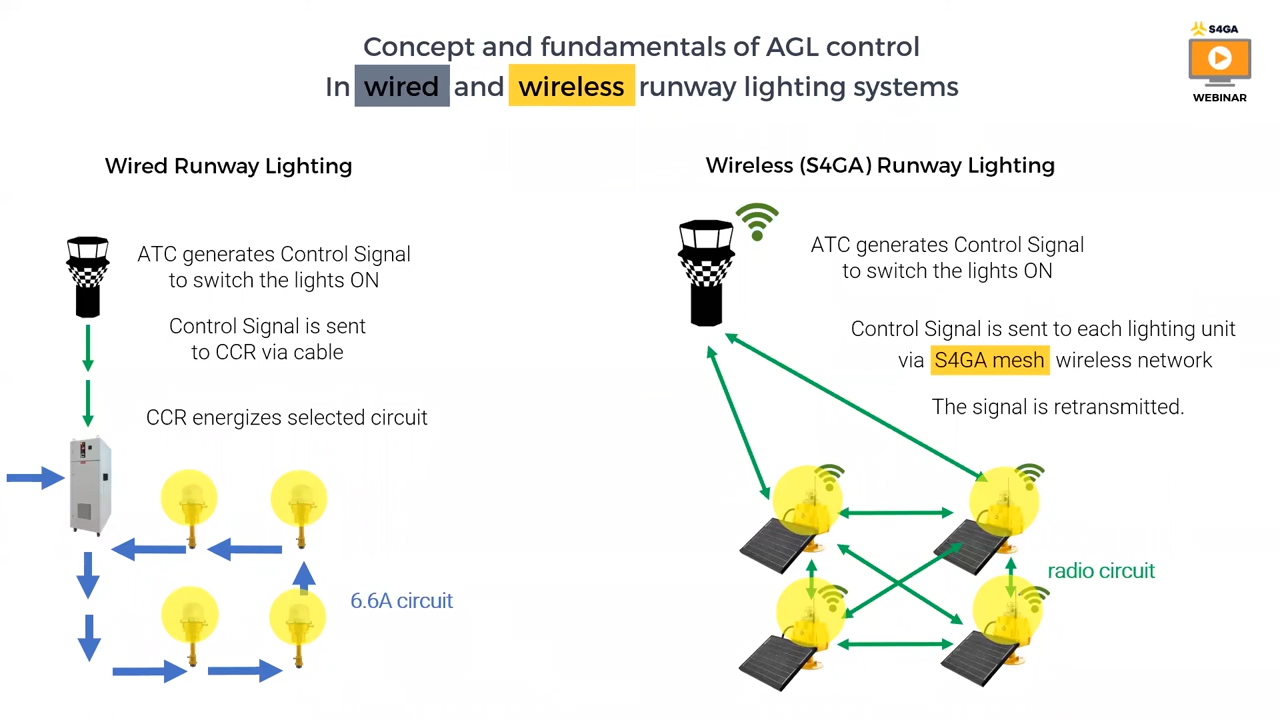 Concept and fundamentals of AGL control
In wired and wireless runway lighting systems
S4GA
WEBINAR
Wired Runway Lighting
ATC generates Control Signal
to switch the lights ON
Control Signal is sent
to CCR via cable
CCR energizes selected circuit
6.6A circuit
Wireless (S4GA) Runway Lighting
ATC generates Control Signal
to switch the lights ON
Control Signal is sent to each lighting unit
via S4GA mesh wireless network
The signal is retransmitted.
radio circuit